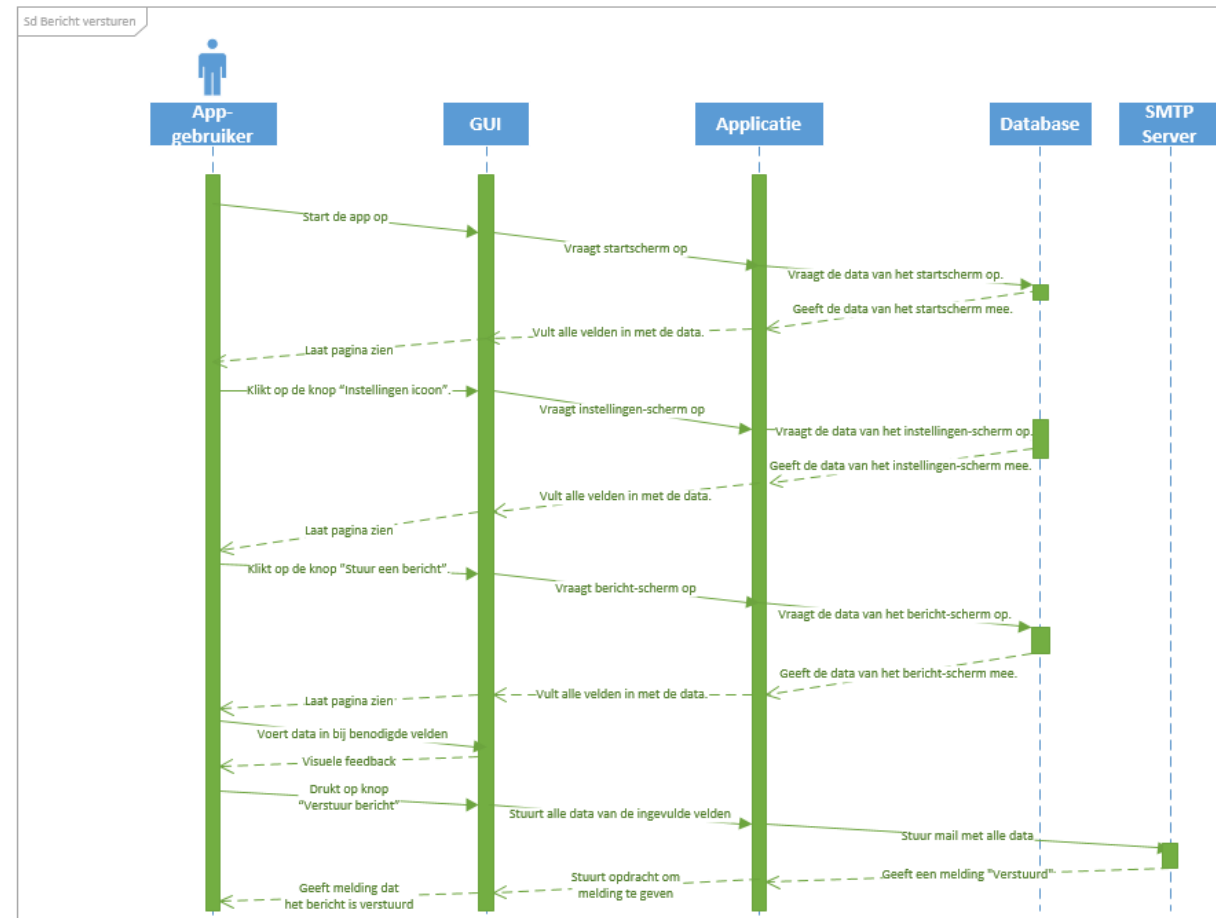 Sd Bericht versturen
App-
gebruiker
GUI
Applicatie
Database
SMTP
Server
Start de app op
Vraagt startscherm op
Vraagt de data van het startscherm op.
Geeft de data van het startscherm mee.
Vult alle velden in met de data.
Laat pagina zien
Klikt op de knop “Instellingen icoon”.
Vraagt instellingen-scherm op
Vraagt de data van het instellingen-scherm op.
Geeft de data van het instellingen-scherm mee.
Vult alle velden in met de data.
Laat pagina zien
Klikt op de knop “Stuur een bericht”.
Vraagt bericht-scherm op
Vraagt de data van het bericht-scherm op.
Geeft de data van het bericht-scherm mee.
Vult alle velden in met de data.
Laat pagina zien
Voert data in bij benodigde velden
Visuele feedback
Drukt op knop
“Verstuur bericht”
Stuurt alle data van de ingevulde velden
Stuur mail met alle data
Geeft een melding "Verstuurd"
Stuurt opdracht om
melding te geven
Geeft melding dat
het bericht is verstuurd